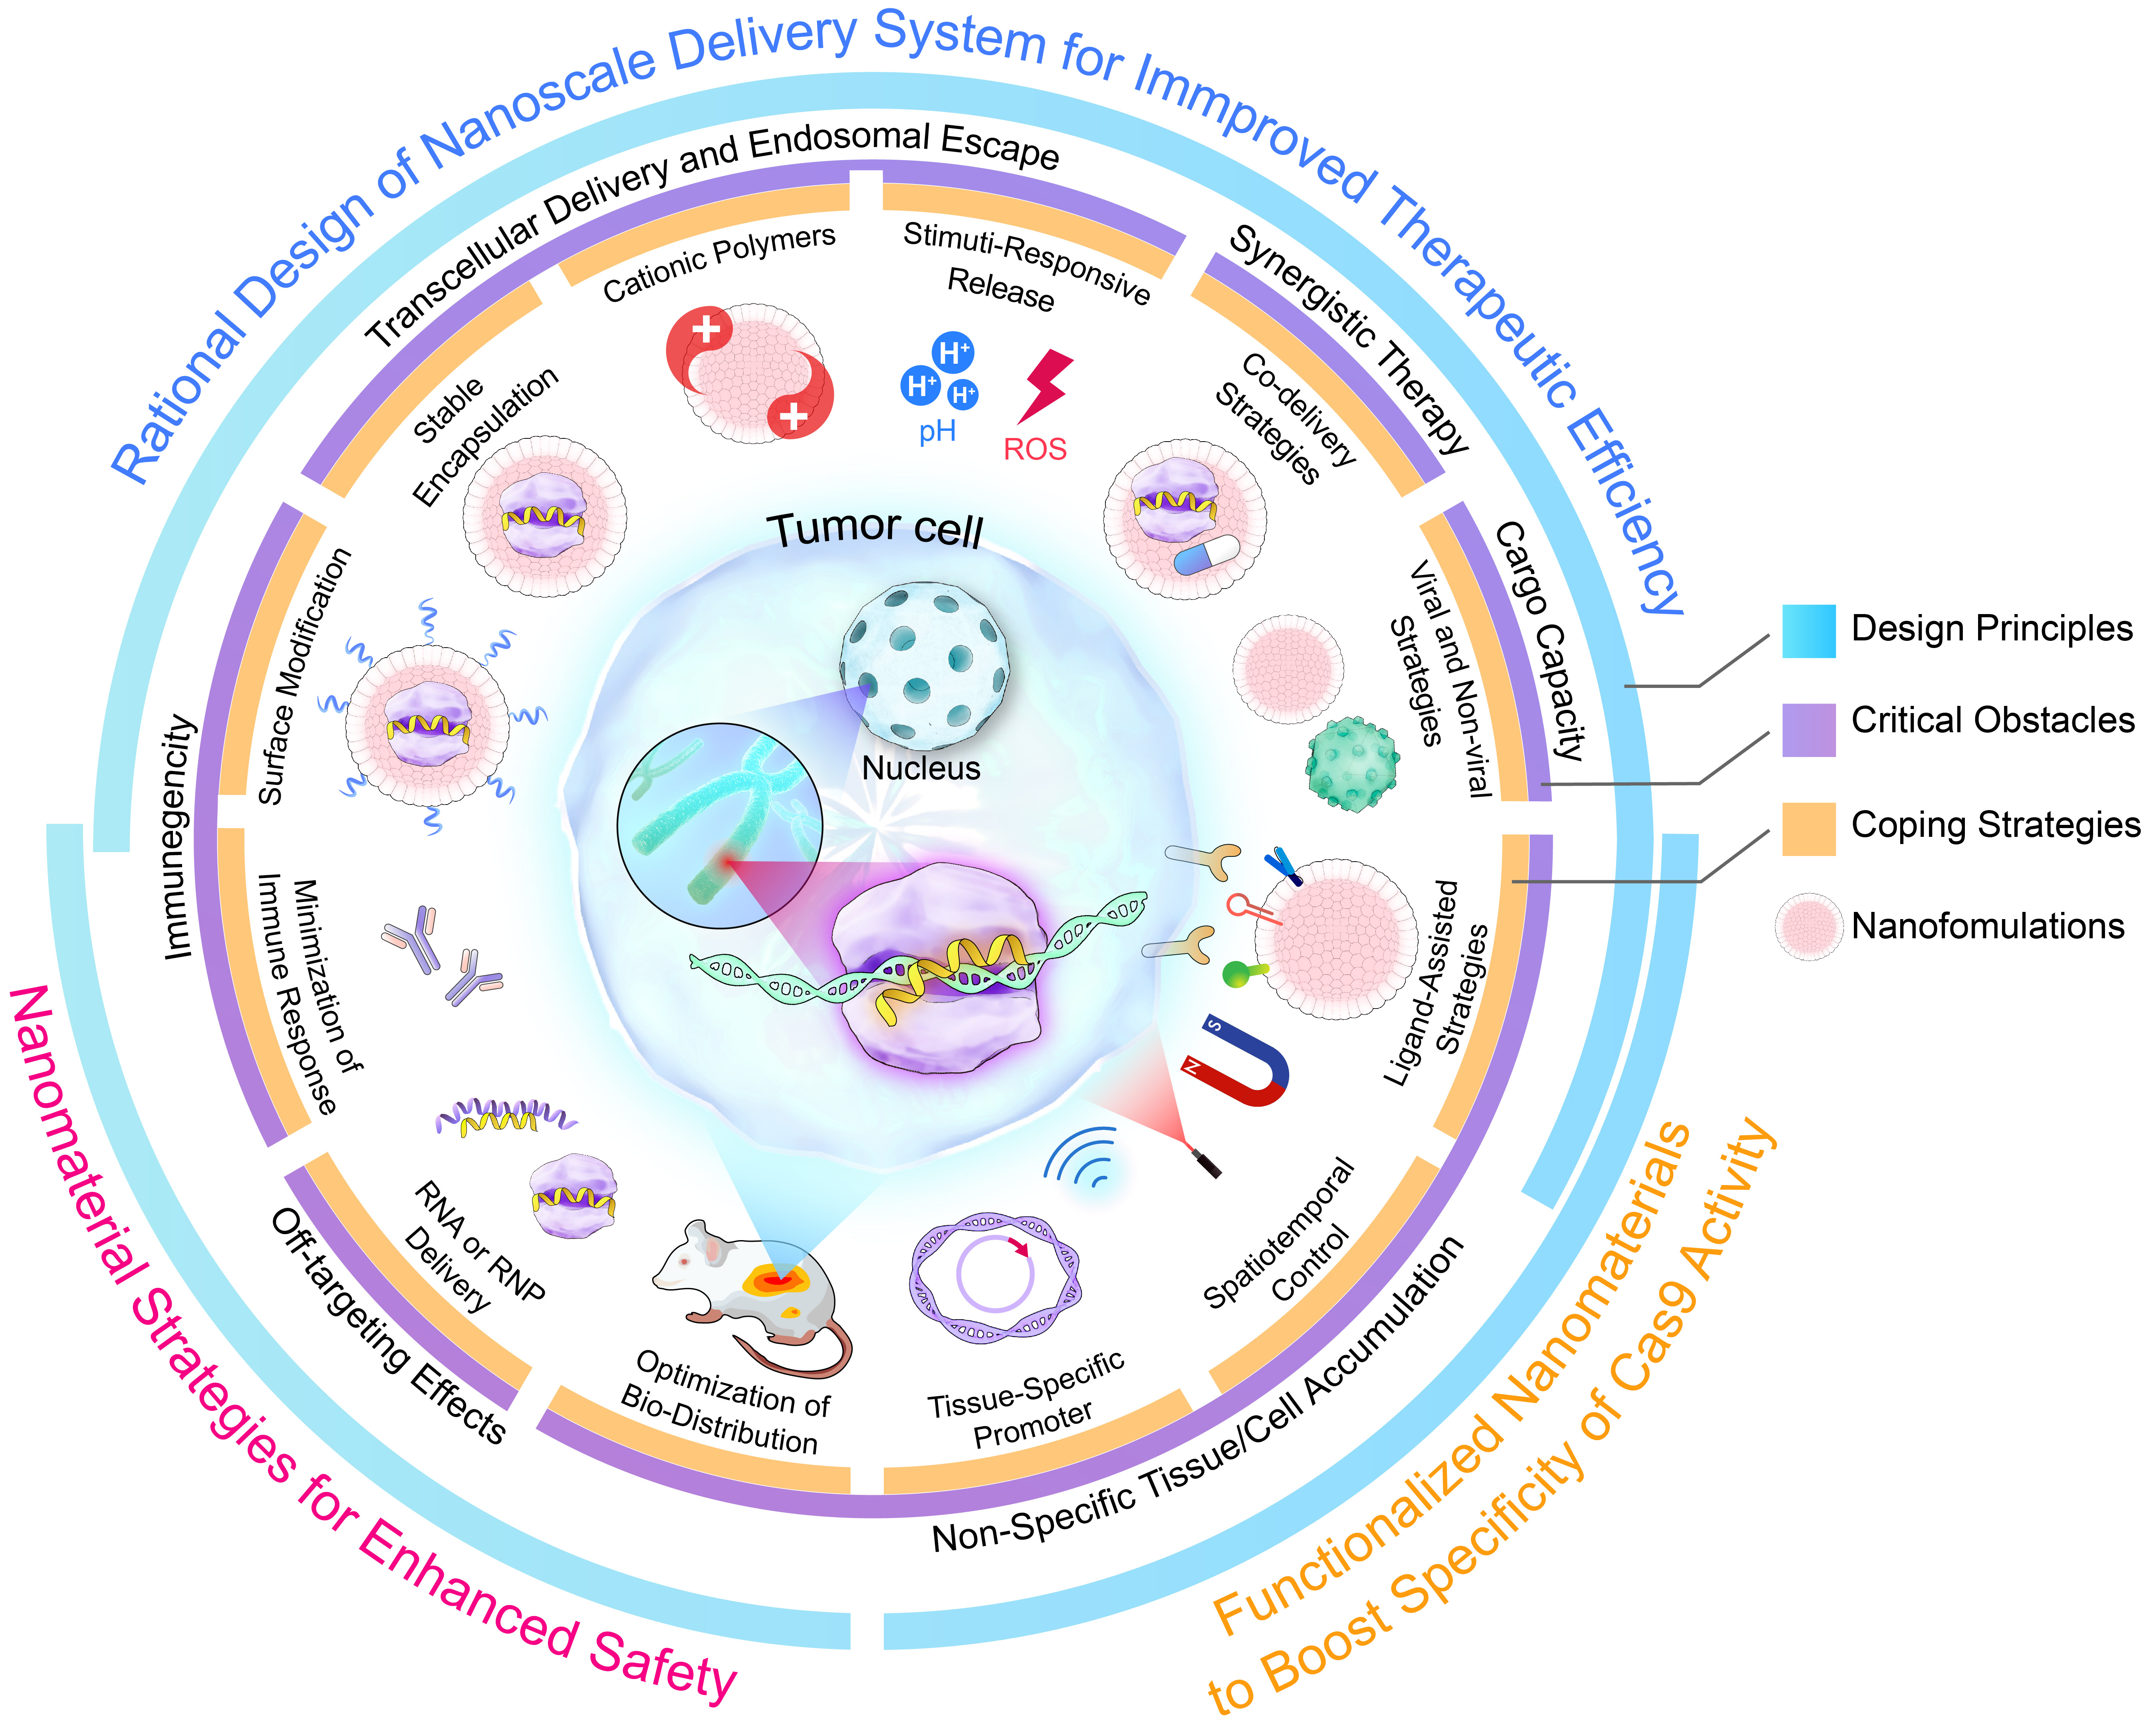 Rational Design of Nanoscale Delivery System for Immproved Therapeutic Efficiency
Transcellular Delivery and Endosomal Escape
Stable
Encapsulation
Cationic Polymers
Stimuti-Responsive
Release
H+
H+
H+
pH
ROS
Synergistic Therapy
Co-delivery
Strategies
Cargo Capacity
Viral and Non-viral
Strategies
Ligand-Assisted
Strategies
S
N
Spatiotemporal
Control
Non-Specific Tissue/Cell Accumulation
Tissue-Specific
Promoter
Optimization of
Bio-Distribution
Off-targeting Effects
RNA or RNP
Delivery
Immunegencity
Minimization of
Immune Response
Surface Modification
Tumor cell
Nucleus
Functionalized Nanomaterials
to Boost Specificity of Cas9 Activity
Nanomaterial Strategies for Enhanced Safety
Design Principles
Critical Obstacles
Coping Strategies
Nanofomulations